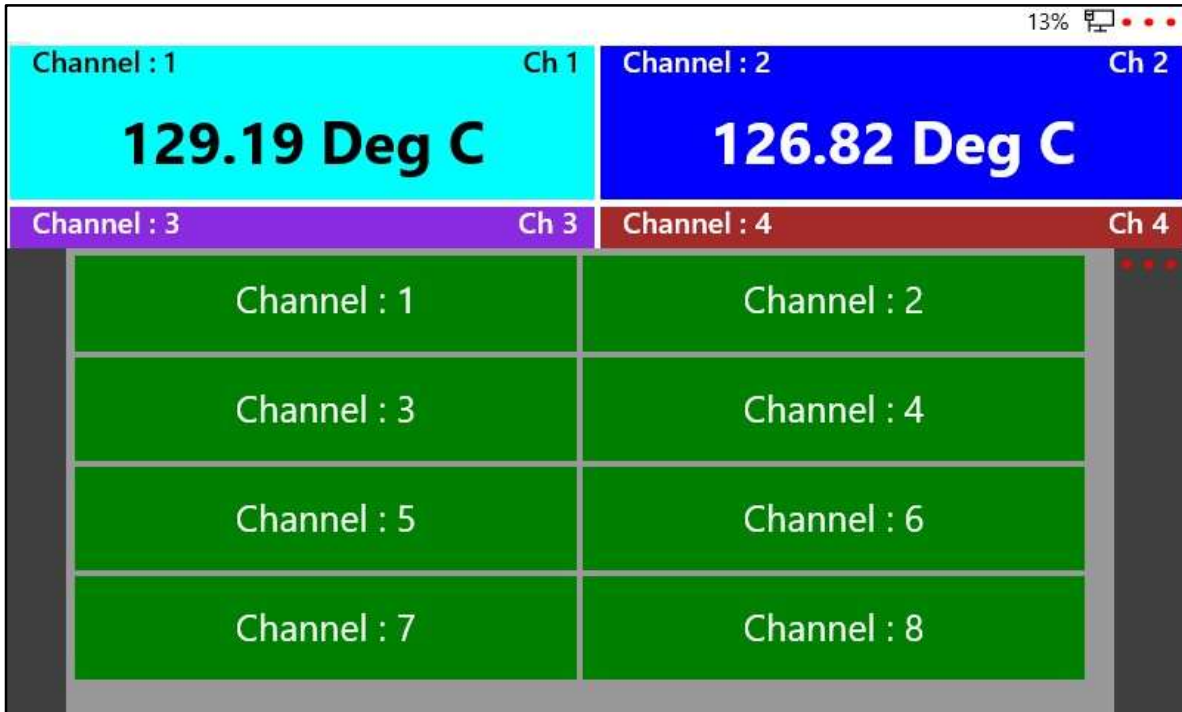 13%
Channel : 1 Ch 1 Channel : 2 Ch 2
129.19 Deg C 126.82 Deg C
Channel : 3 Ch 3 Channel : 4 Ch 4
Channel : 1 Channel : 2
Channel : 3 Channel : 4
Channel : 5 Channel : 6
Channel : 7 Channel : 8